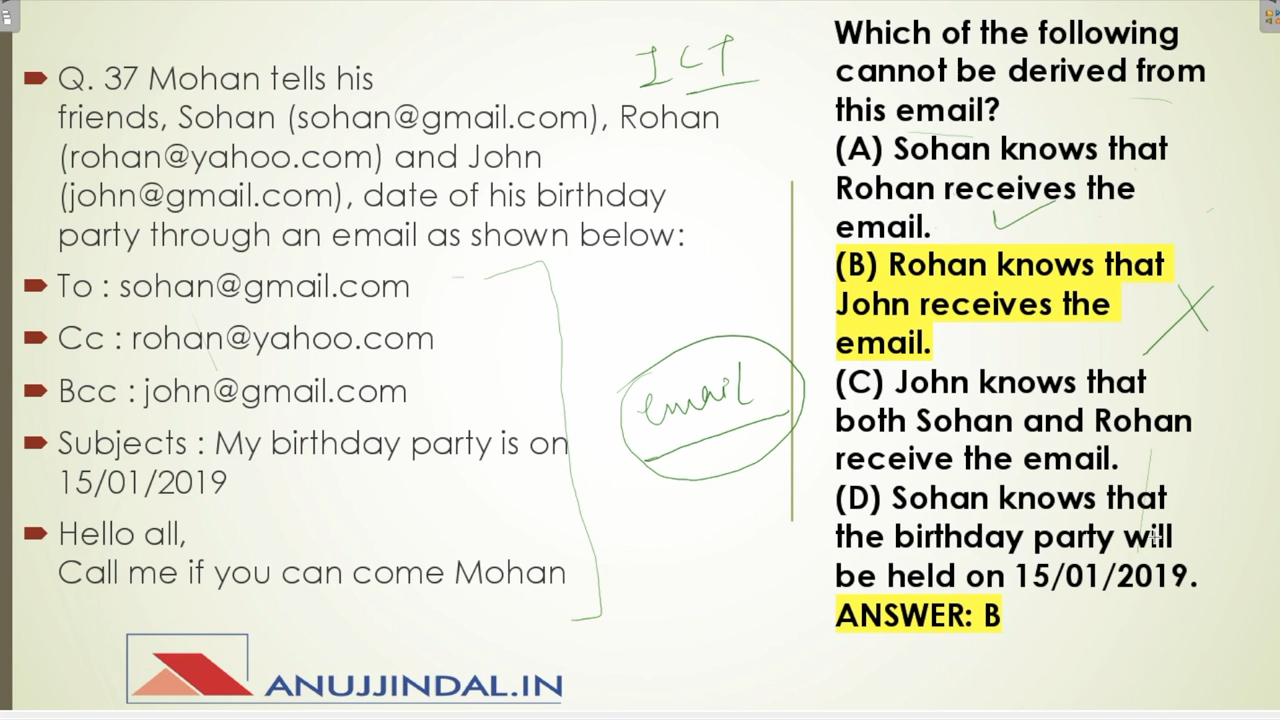 Q. 37 Mohan tells his
friends, Sohan (sohan@gmail.com), Rohan
(rohan@yahoo.com) and John
(john@gmail.com), date of his birthday
party through an email as shown below:
To : sohan@gmail.com
Cc : rohan@yahoo.com
Bcc : john@gmail.com
Subjects : My birthday party is on
15/01/2019
Hello all,
Call me if you can come Mohan
ICT
email
Which of the following
cannot be derived from
this email?
(A) Sohan knows that
Rohan receives the
email.
(B) Rohan knows that
John receives the
email.
(C) John knows that
both Sohan and Rohan
receive the email.
(D) Sohan knows that
the birthday party will
be held on 15/01/2019.
ANSWER: B
ANUJJINDAL.IN